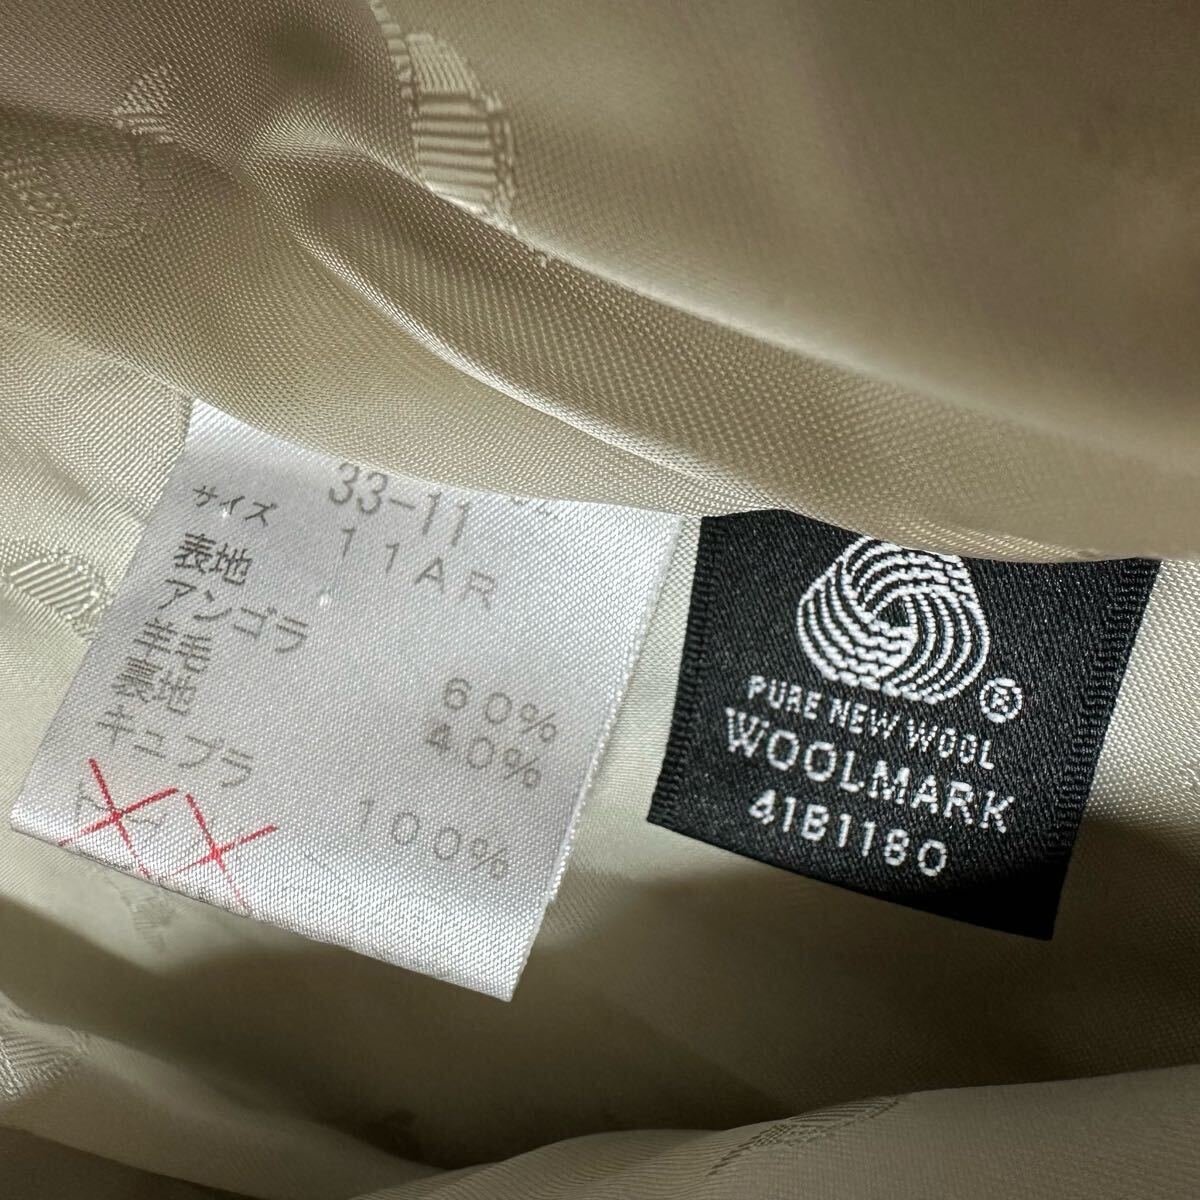 33-11
サイズ 11AR
表地
アンゴラ 60%
羊毛 40%
裏地
キュプラ 100%
PURE NEW WOOL
WOOLMARK
41B1180
®